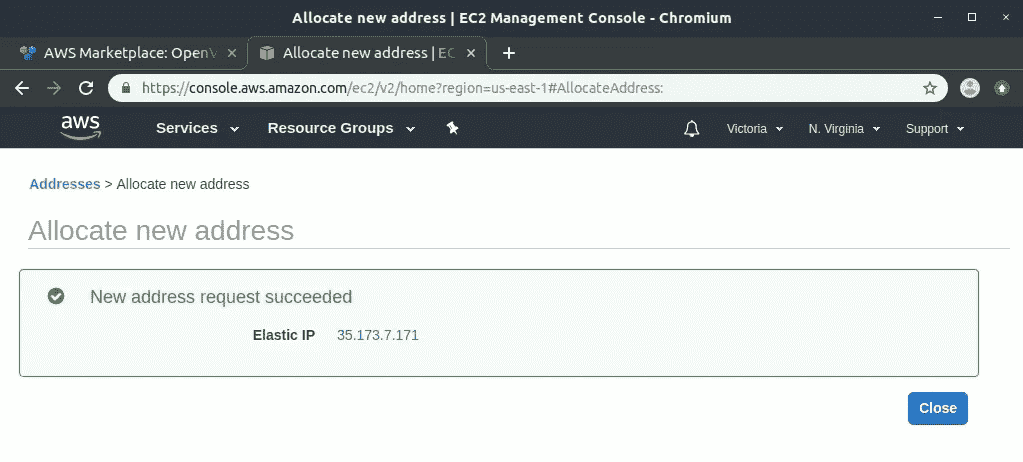 Allocate new address | EC2 Management Console - Chromium
AWS Marketplace: OpenV
Allocate new address | EC
https://console.aws.amazon.com/ec2/v2/home?region=us-east-1#AllocateAddress:
aws Services Resource Groups Victoria N. Virginia Support
Addresses > Allocate new address
Allocate new address
New address request succeeded
Elastic IP 35.173.7.171
Close